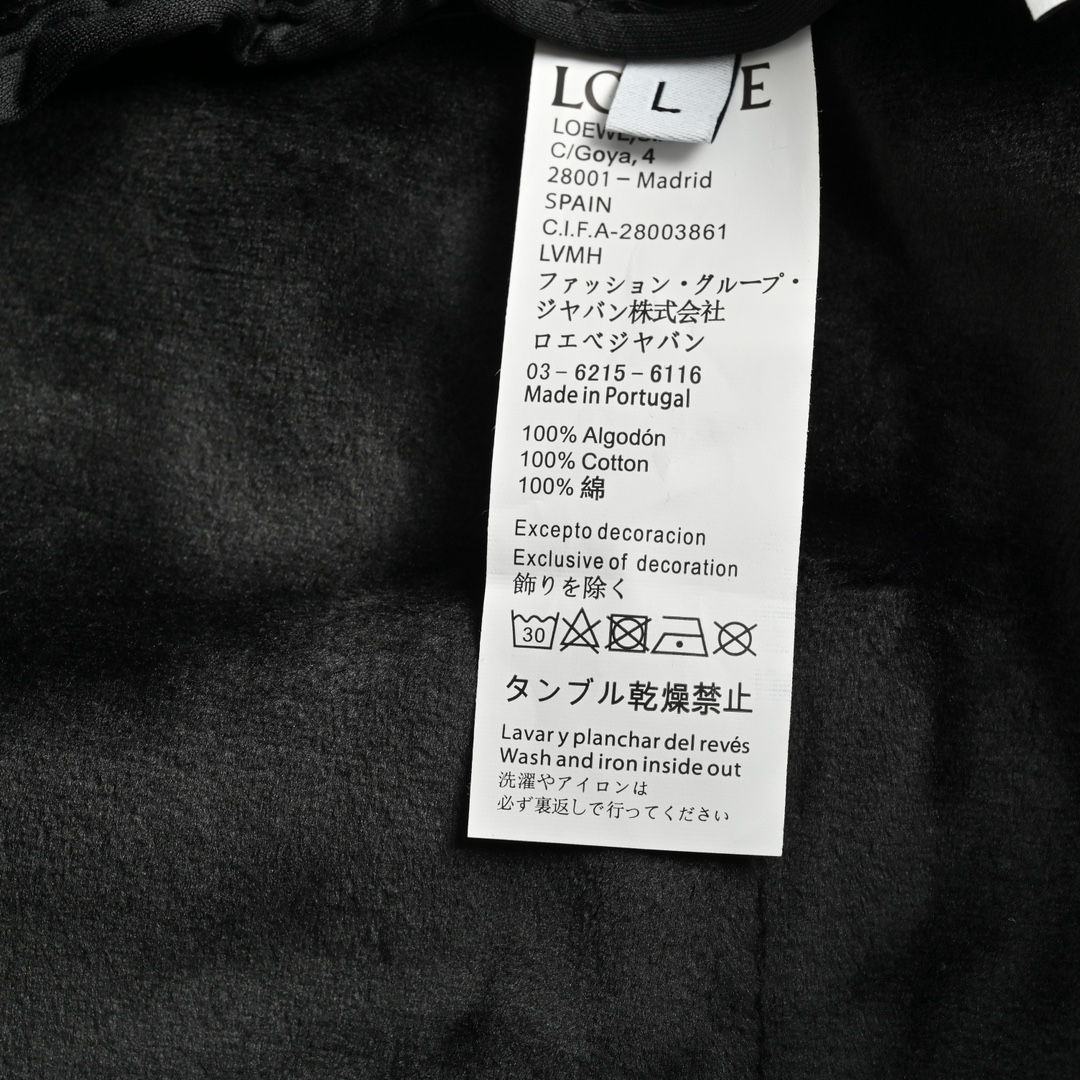 L
LOEWE
C/Goya, 4
28001 – Madrid
SPAIN
C.I.F.A-28003861
LVMH
ファッション・グループ・
ジャバン株式会社
ロエベジャバン
03 – 6215 – 6116
Made in Portugal
100% Algodón
100% Cotton
100% 綿
Excepto decoracion
Exclusive of decoration
飾りを除く
30
タンブル乾燥禁止
Lavar y planchar del revés
Wash and iron inside out
洗濯やアイロンは
必ず裏返しで行ってください